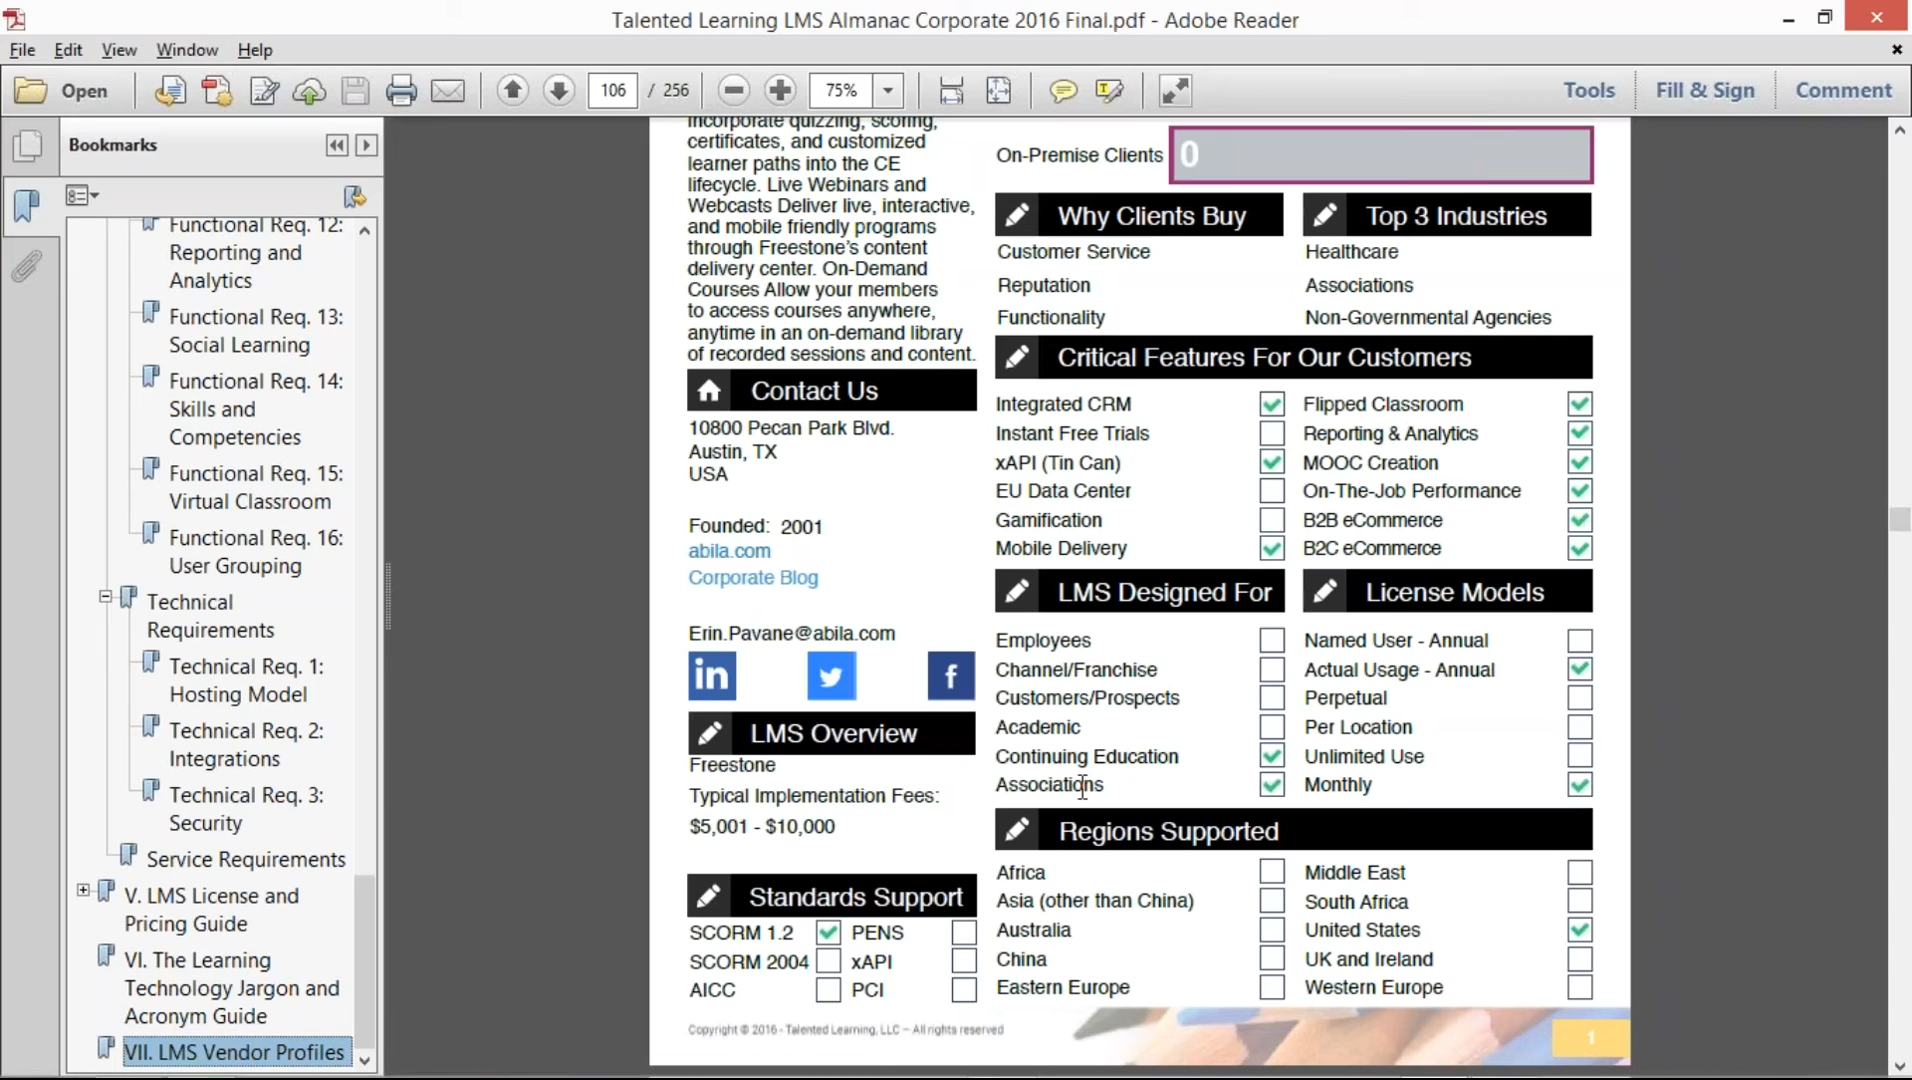 Talented Learning LMS Almanac Corporate 2016 Final.pdf - Adobe Reader
File Edit View Window Help
Open 106 / 256 75% Tools Fill & Sign Comment
Bookmarks
Functional Req. 12:
Reporting and
Analytics
Functional Req. 13:
Social Learning
Functional Req. 14:
Skills and
Competencies
Functional Req. 15:
Virtual Classroom
Functional Req. 16:
User Grouping
Technical
Requirements
Technical Req. 1:
Hosting Model
Technical Req. 2:
Integrations
Technical Req. 3:
Security
Service Requirements
V. LMS License and
Pricing Guide
VI. The Learning
Technology Jargon and
Acronym Guide
VII. LMS Vendor Profiles
incorporate quizzing, scoring,
certificates, and customized
learner paths into the CE
lifecycle. Live Webinars and
Webcasts Deliver live, interactive,
and mobile friendly programs
through Freestone's content
delivery center. On-Demand
Courses Allow your members
to access courses anywhere,
anytime in an on-demand library
of recorded sessions and content.
Contact Us
10800 Pecan Park Blvd.
Austin, TX
USA
Founded: 2001
abila.com
Corporate Blog
Erin.Pavane@abila.com
in f
LMS Overview
Freestone
Typical Implementation Fees:
$5,001 - $10,000
Standards Support
SCORM 1.2 PENS
SCORM 2004 xAPI
AICC PCI
On-Premise Clients 0
Why Clients Buy
Customer Service
Reputation
Functionality
Top 3 Industries
Healthcare
Associations
Non-Governmental Agencies
Critical Features For Our Customers
Integrated CRM Flipped Classroom
Instant Free Trials Reporting & Analytics
xAPI (Tin Can) MOOC Creation
EU Data Center On-The-Job Performance
Gamification B2B eCommerce
Mobile Delivery B2C eCommerce
LMS Designed For
Employees
Channel/Franchise
Customers/Prospects
Academic
Continuing Education
Associations
License Models
Named User - Annual
Actual Usage - Annual
Perpetual
Per Location
Unlimited Use
Monthly
Regions Supported
Africa Middle East
Asia (other than China) South Africa
Australia United States
China UK and Ireland
Eastern Europe Western Europe
Copyright © 2016 - Talented Learning, LLC – All rights reserved
1